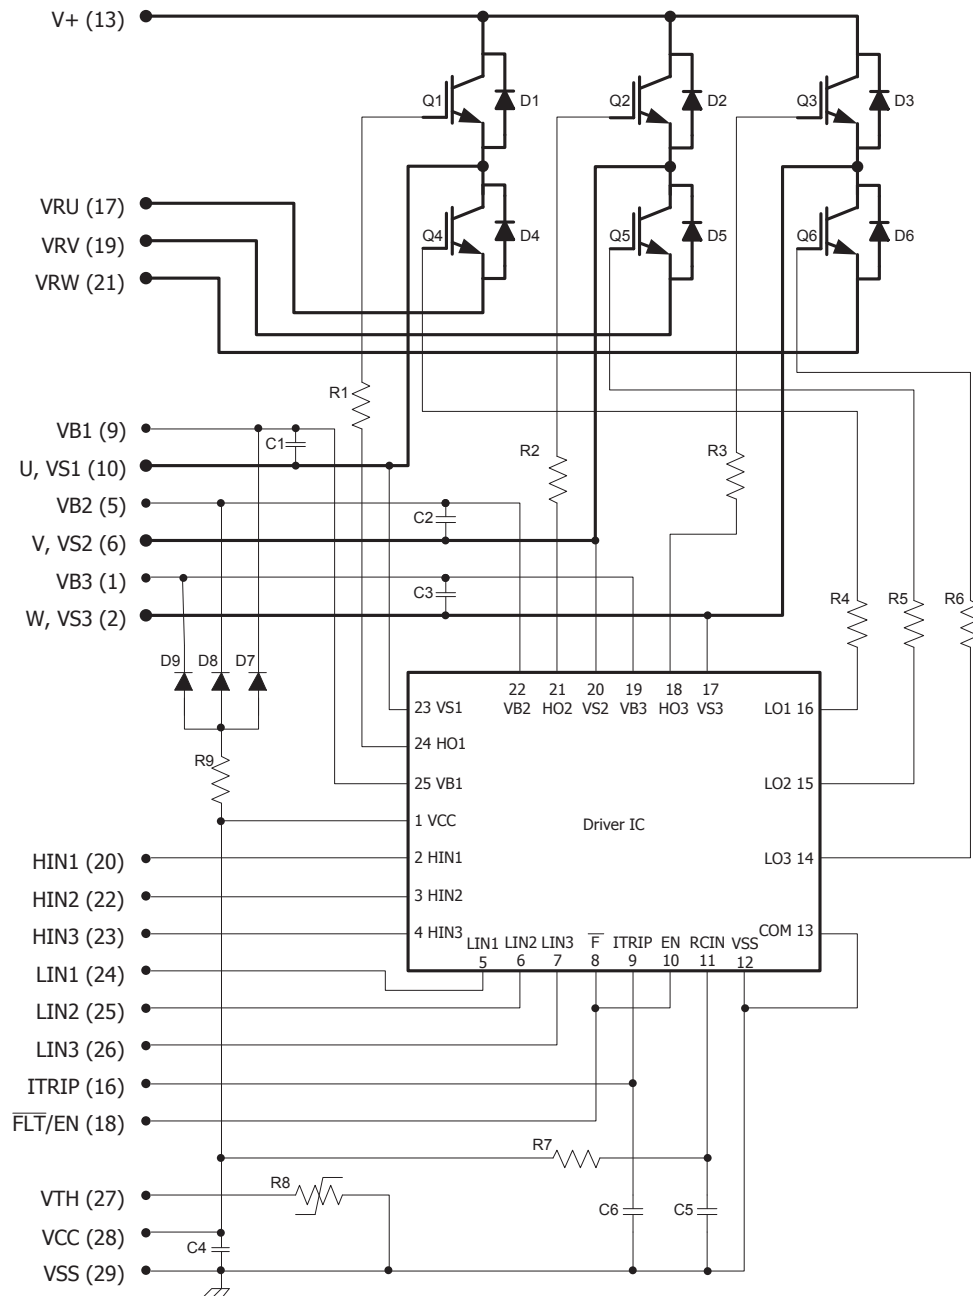 V+ (13)
Q1 D1 Q2 D2 Q3 D3
VRU (17)
Q4 D4 Q5 D5 Q6 D6
VRV (19)
VRW (21)
R1
VB1 (9)
C1
R2 R3
U, VS1 (10)
VB2 (5)
C2
V, VS2 (6)
VB3 (1)
C3
R4 R5 R6
W, VS3 (2)
D9 D8 D7
22 21 20 19 18 17
VB2 HO2 VS2 VB3 HO3 VS3
23 VS1
LO1 16
24 HO1
R9
25 VB1
LO2 15
1 VCC
Driver IC
HIN1 (20)
2 HIN1
LO3 14
HIN2 (22)
3 HIN2
HIN3 (23)
4 HIN3
COM 13
LIN1 LIN2 LIN3 F̅ ITRIP EN RCIN VSS
5 6 7 8 9 10 11 12
LIN1 (24)
LIN2 (25)
LIN3 (26)
ITRIP (16)
F̅L̅T̅/EN (18)
R7
R8
VTH (27)
C6 C5
VCC (28)
C4
VSS (29)